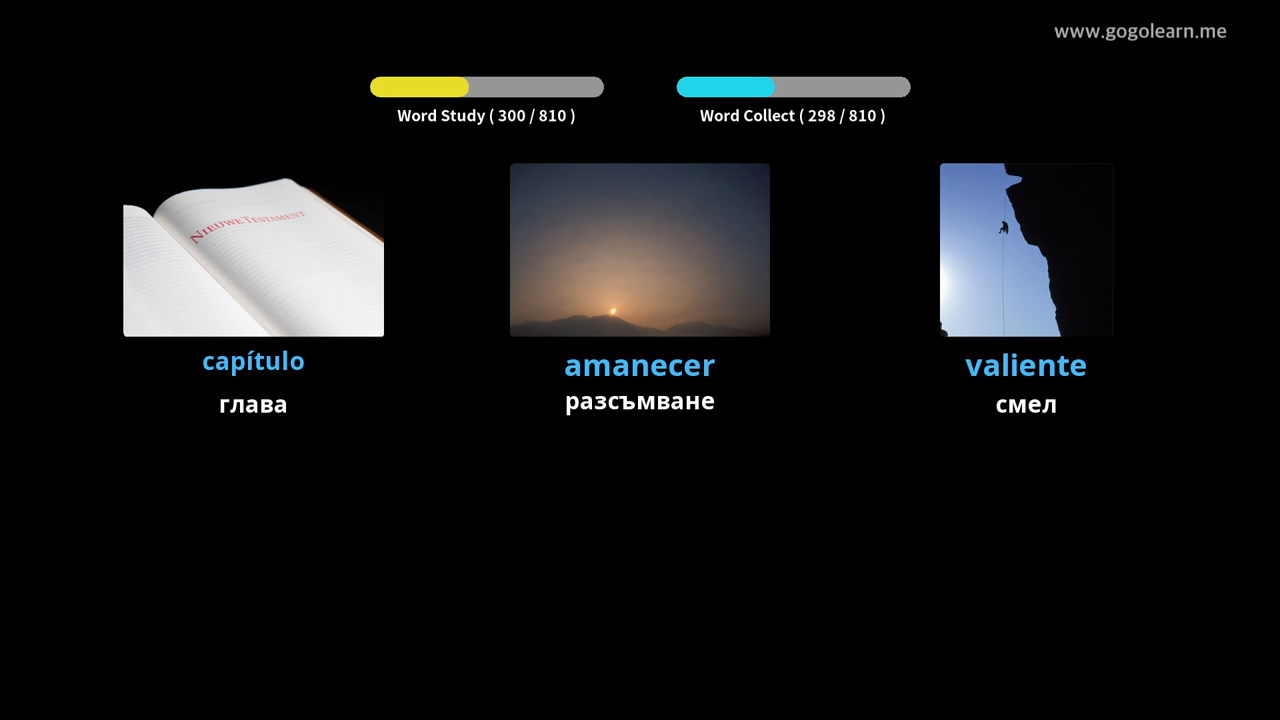 www.gogolearn.me
Word Study ( 300 / 810 )
Word Collect ( 298 / 810 )
NIEUWE TESTAMENT
capítulo
amanecer
valiente
глава
разсъмване
смел